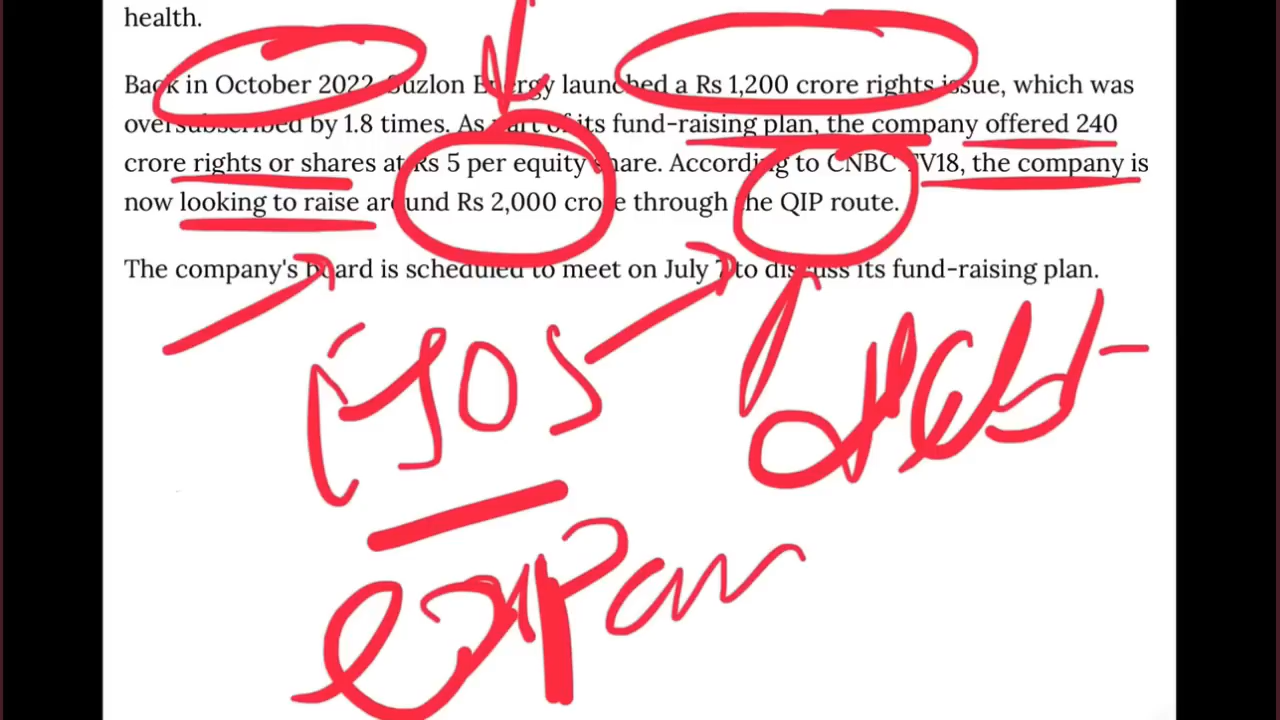 health.
Back in October 2022, Suzlon Energy launched a Rs 1,200 crore rights issue, which was
oversubscribed by 1.8 times. As part of its fund-raising plan, the company offered 240
crore rights or shares at Rs 5 per equity share. According to CNBC TV18, the company is
now looking to raise around Rs 2,000 crore through the QIP route.
The company's board is scheduled to meet on July 7 to discuss its fund-raising plan.
debt
expan